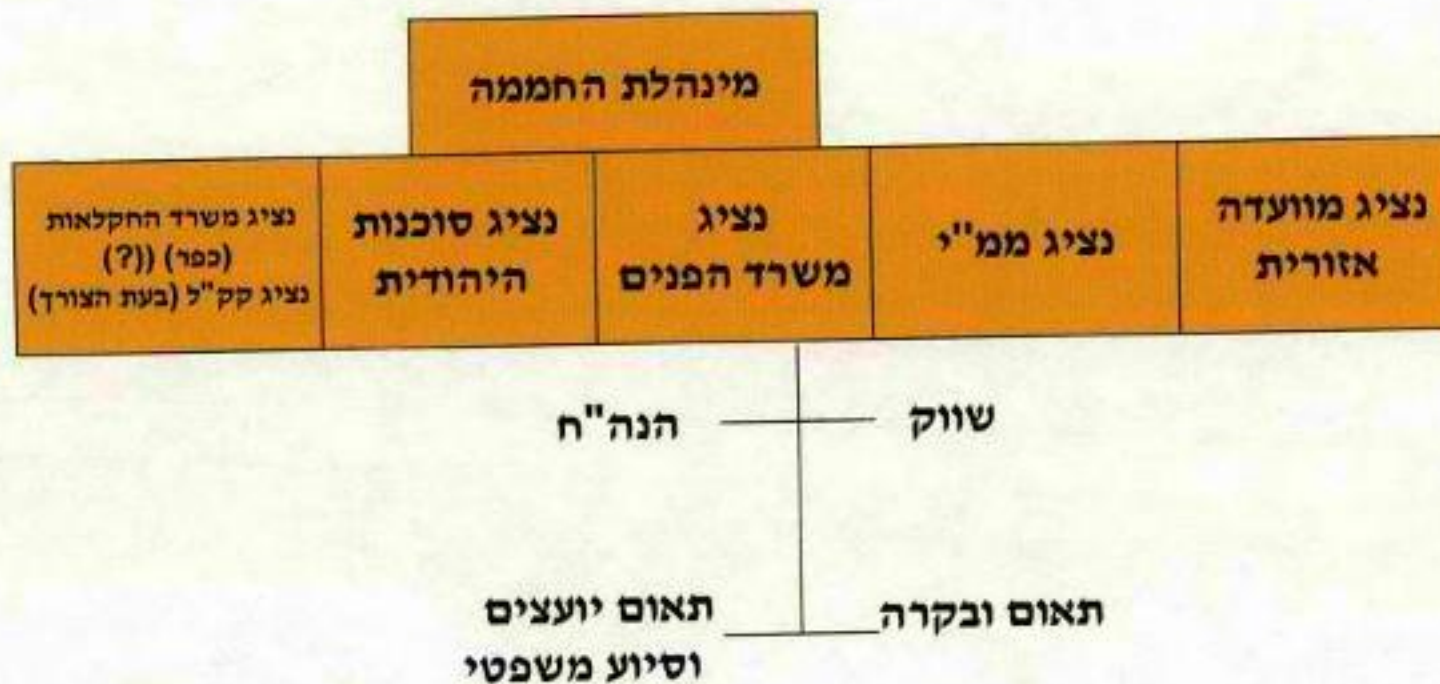 מינהלת החממה
נציג מוועדה
אזורית
נציג ממ"י
נציג
משרד הפנים
נציג סוכנות
היהודית
נציג משרד החקלאות
(כפר) ((?)
נציג קק"ל (בעת הצורך)
שווק
הנה"ח
תאום ובקרה
תאום יועצים
וסיוע משפטי